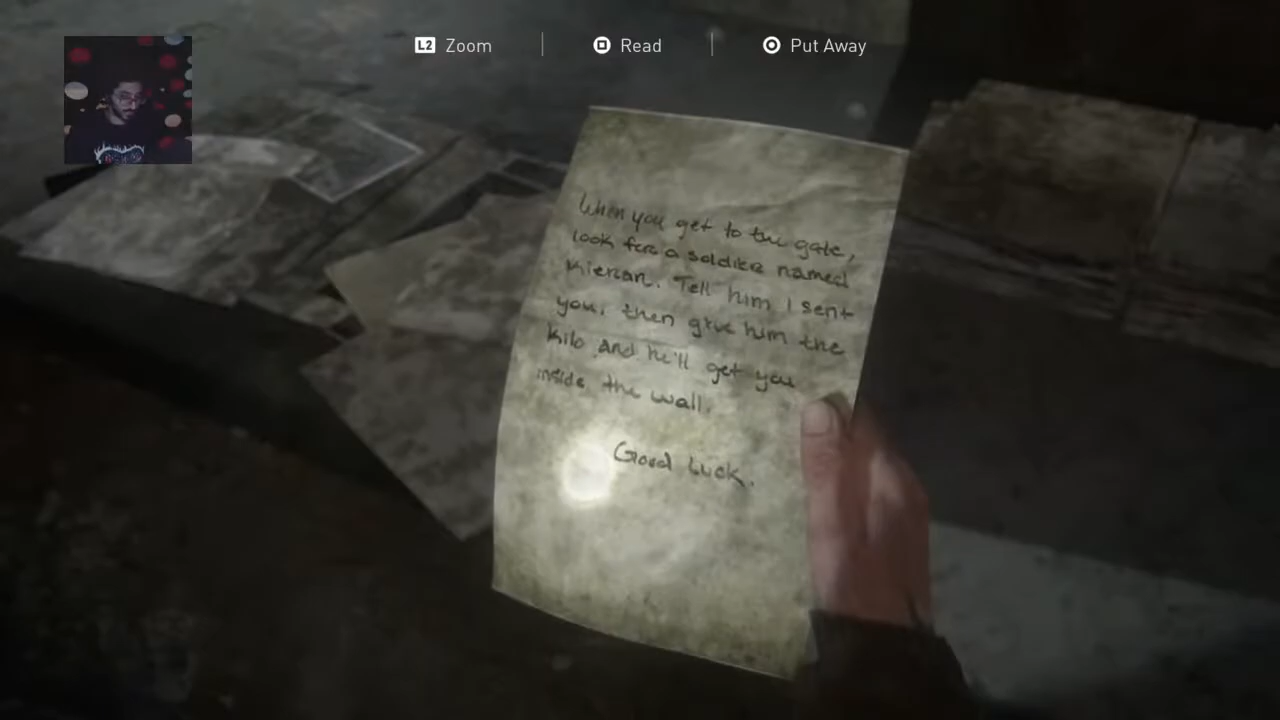 L2 Zoom | Read | Put Away
When you get to the gate,
look for a soldier named
Kieran. Tell him I sent
you, then give him the
kilo and he'll get you
inside the wall.
Good Luck.